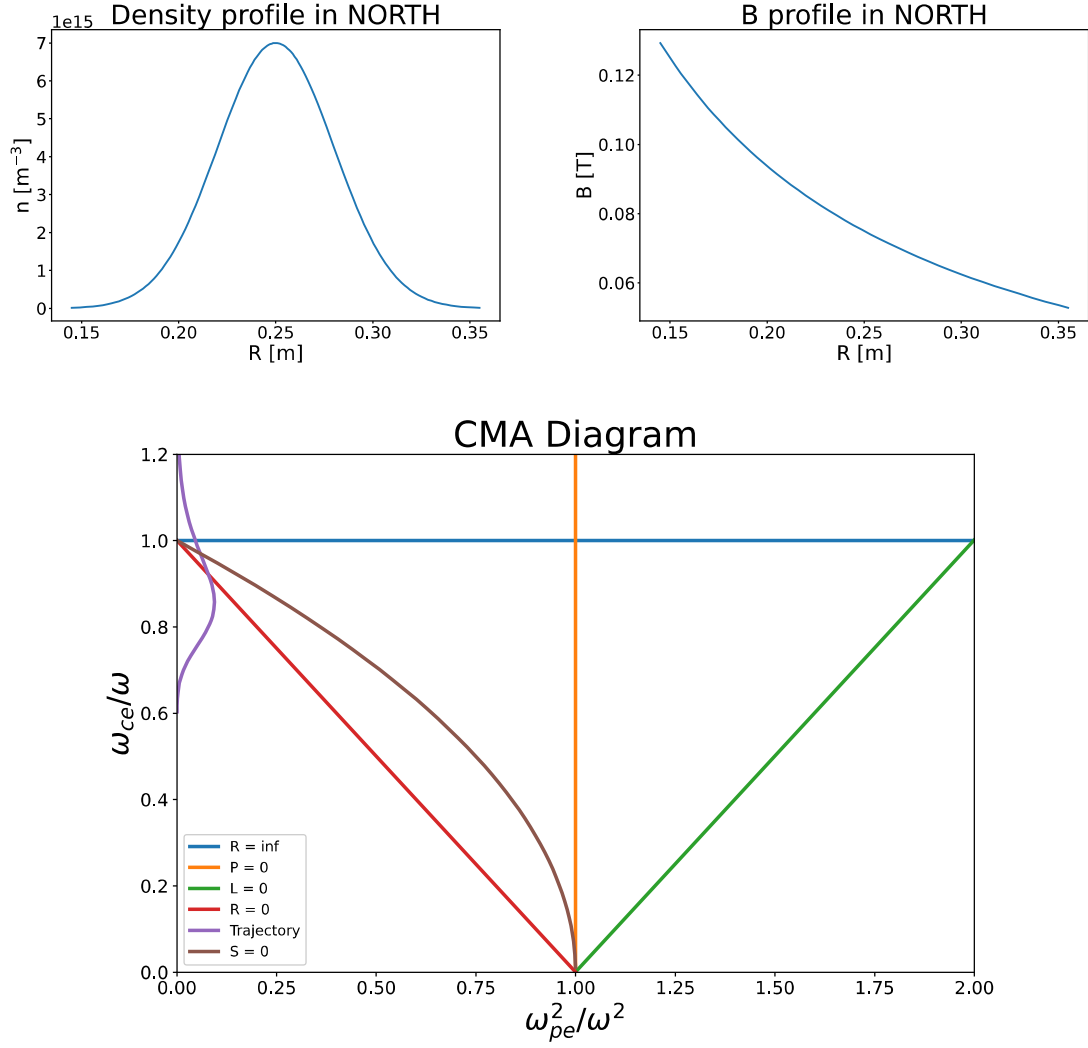 Density profile in NORTH
1e15
7
6
5
4
3
2
1
0
n [m⁻³]
0.15 0.20 0.25 0.30 0.35
R [m]
B profile in NORTH
0.12
0.10
0.08
0.06
B [T]
0.15 0.20 0.25 0.30 0.35
R [m]
CMA Diagram
1.2
1.0
0.8
0.6
0.4
0.2
0.0
ω_ce/ω
R = inf
P = 0
L = 0
R = 0
Trajectory
S = 0
0.00 0.25 0.50 0.75 1.00 1.25 1.50 1.75 2.00
ω²_pe/ω²